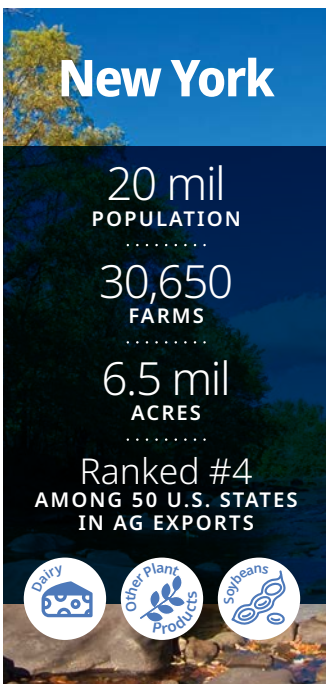 New York
20 mil
POPULATION
30,650
FARMS
6.5 mil
ACRES
Ranked #4
AMONG 50 U.S. STATES
IN AG EXPORTS
Dairy
Other Plant
Products
Soybeans